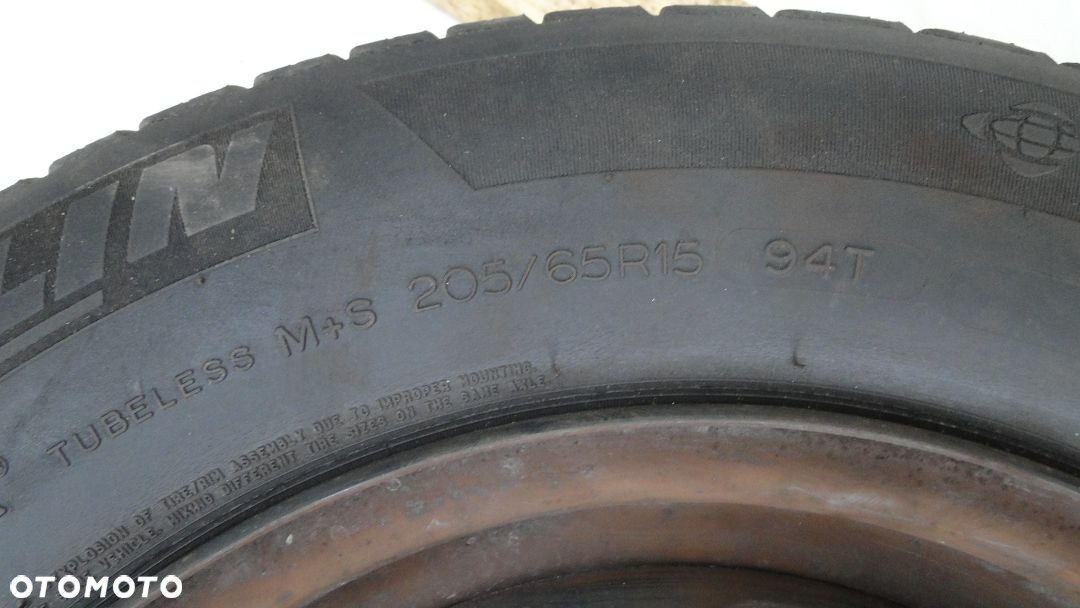 LIN
TUBELESS M+S 205/65R15 94T
EXPLOSION OF TIRE/RIM ASSEMBLY DUE TO IMPROPER MOUNTING.
VEHICLE. MIXING DIFFERENT TIRE SIZES ON THE SAME AXLE.
OTOMOTO